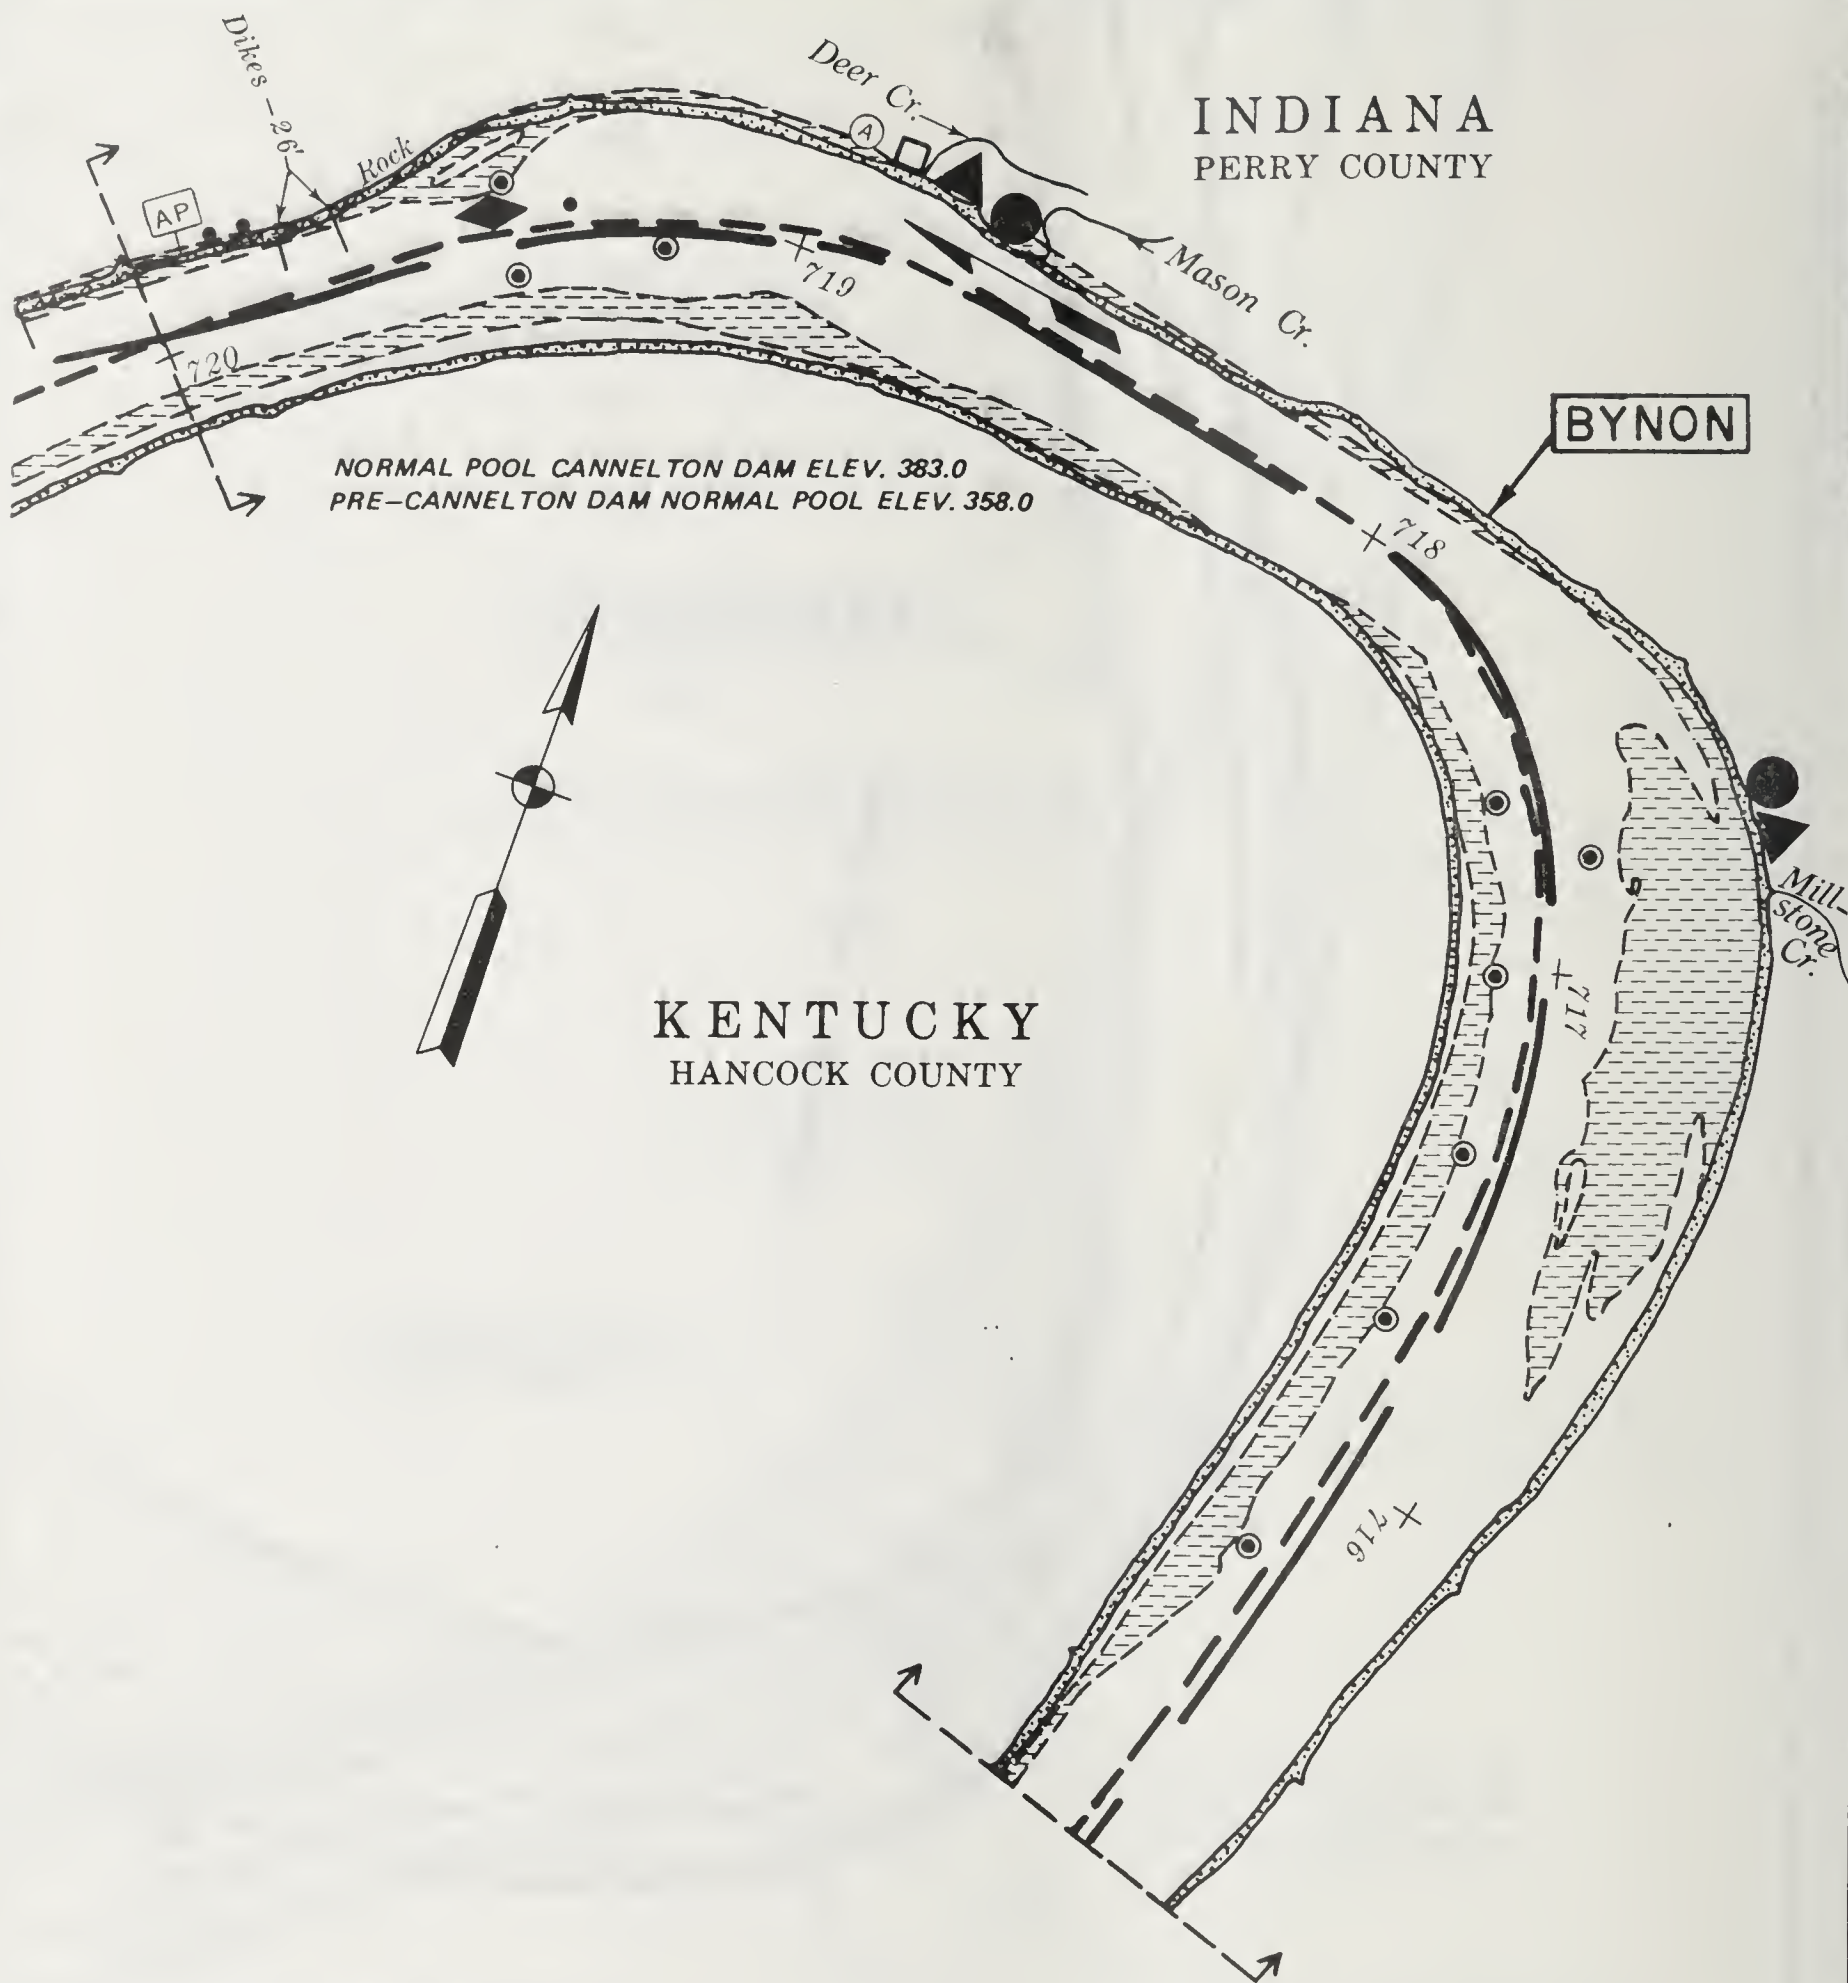 Dikes - 26'
Rock
AP
Deer Cr.
A
INDIANA
PERRY COUNTY
Mason Cr.
719
720
BYNON
NORMAL POOL CANNELTON DAM ELEV. 383.0
PRE-CANNELTON DAM NORMAL POOL ELEV. 358.0
718
Mill-
stone
Cr.
717
KENTUCKY
HANCOCK COUNTY
716